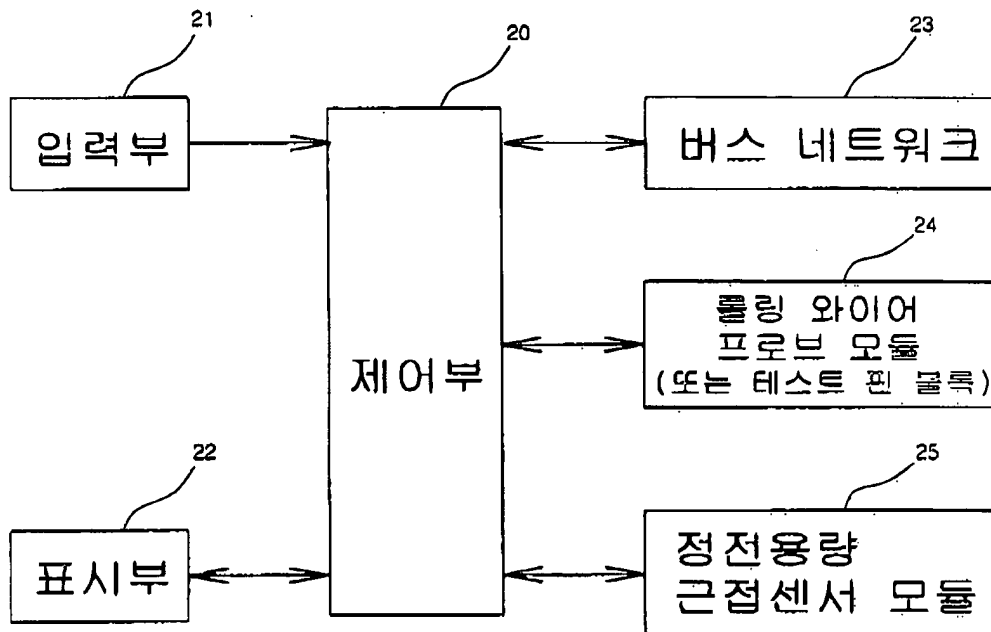 21
입력부
20
제어부
23
버스 네트워크
24
롤링 와이어
프로브 모듈
(또는 테스트 핀 블록)
22
표시부
25
정전용량
근접센서 모듈